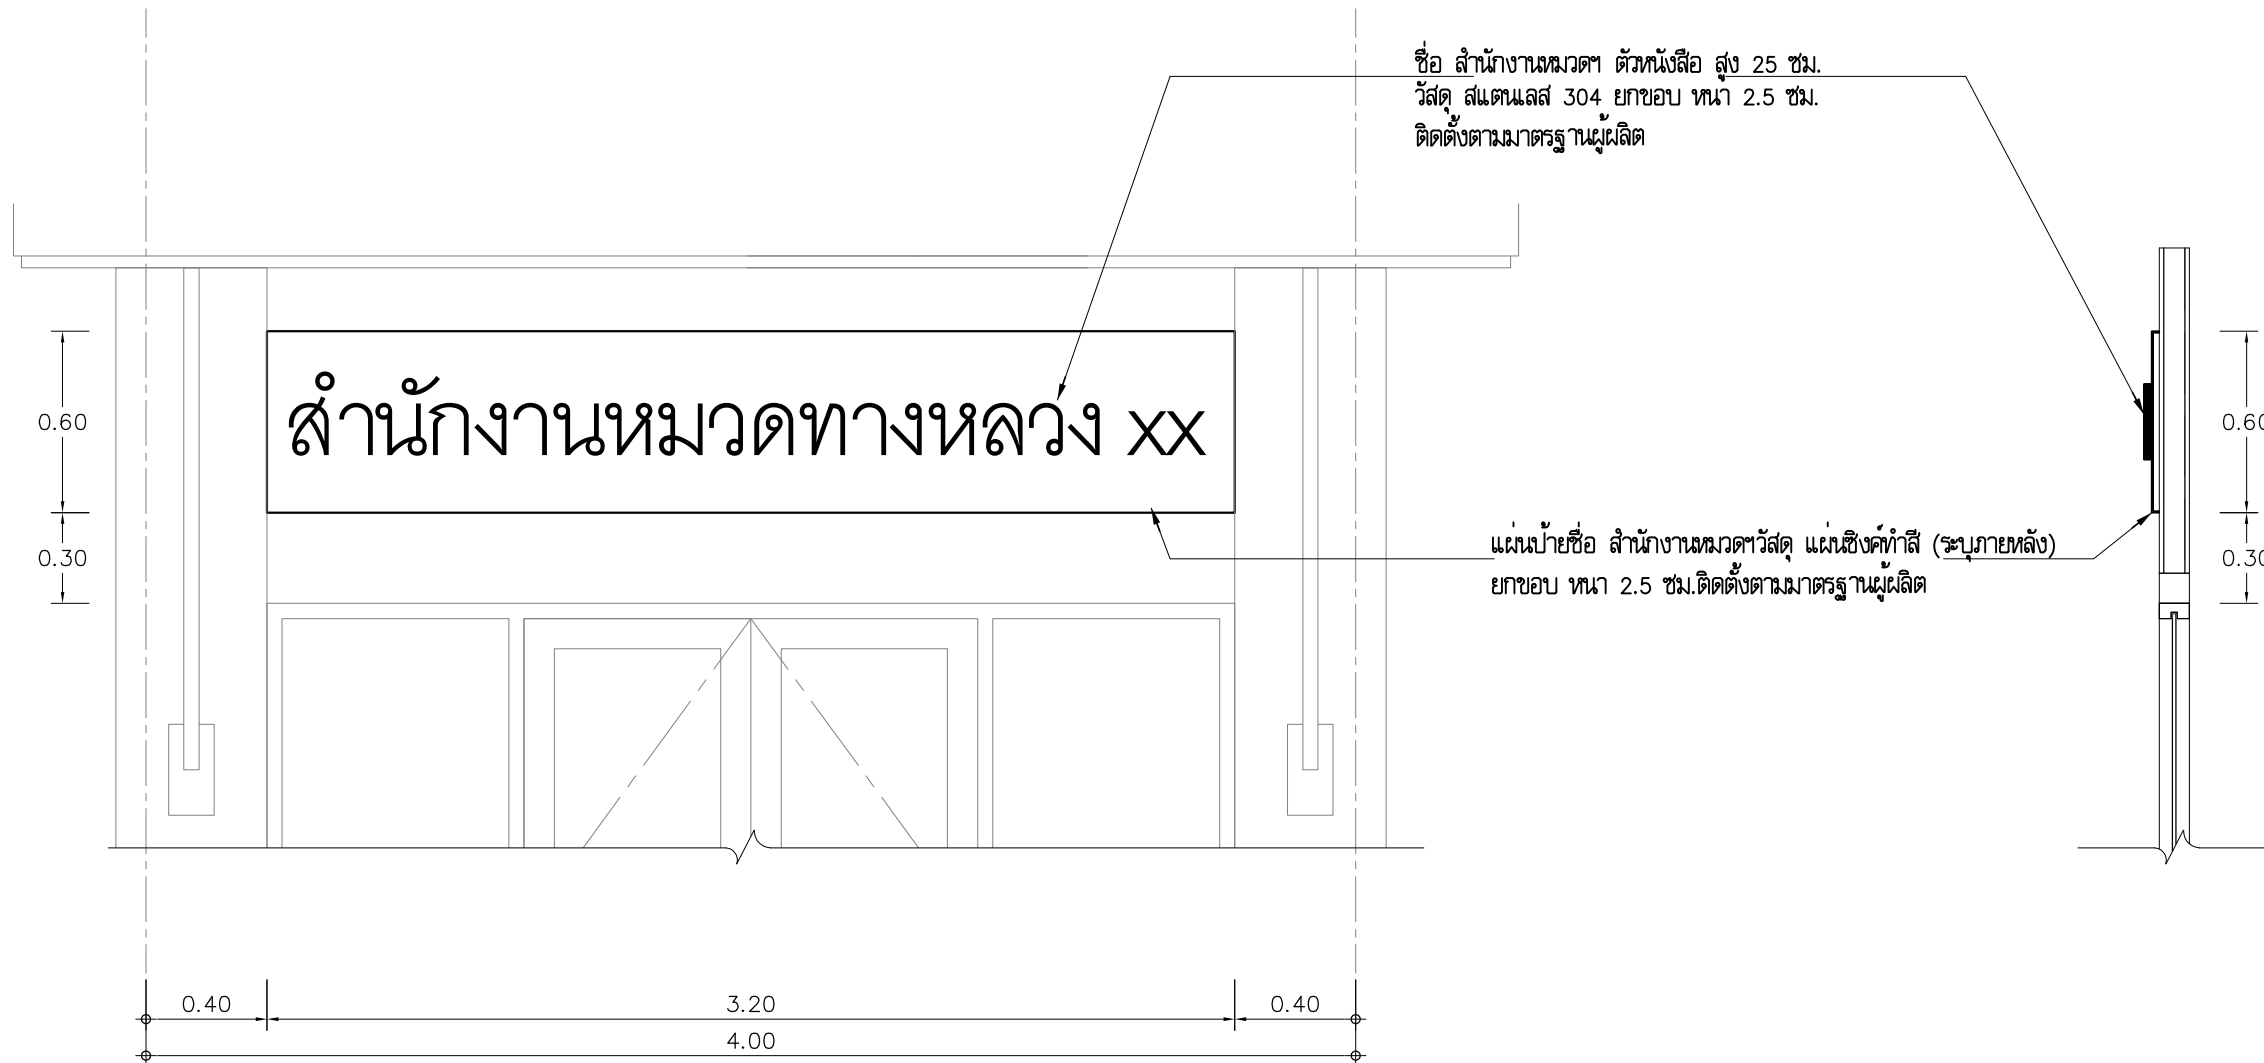 ชื่อ สำนักงานหมวดฯ ตัวหนังสือ สูง 25 ซม.
วัสดุ สแตนเลส 304 ยกขอบ หนา 2.5 ซม.
ติดตั้งตามมาตรฐานผู้ผลิต
สำนักงานหมวดทางหลวง xx
0.60
0.60
0.30
0.30
แผ่นป้ายชื่อ สำนักงานหมวดฯวัสดุ แผ่นซิงค์ทำสี (ระบุภายหลัง)
ยกขอบ หนา 2.5 ซม.ติดตั้งตามมาตรฐานผู้ผลิต
0.40 3.20 0.40
4.00